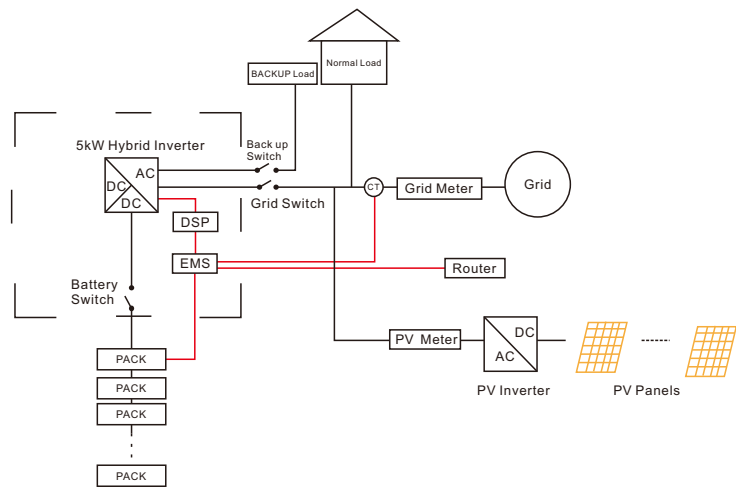 Normal Load
BACKUP Load
5kW Hybrid Inverter
Back up
Switch
AC
DC
DC
Grid Switch
CT
Grid Meter
Grid
DSP
EMS
Router
Battery
Switch
PV Meter
DC
AC
PACK
PACK
PACK
PACK
PV Inverter
PV Panels